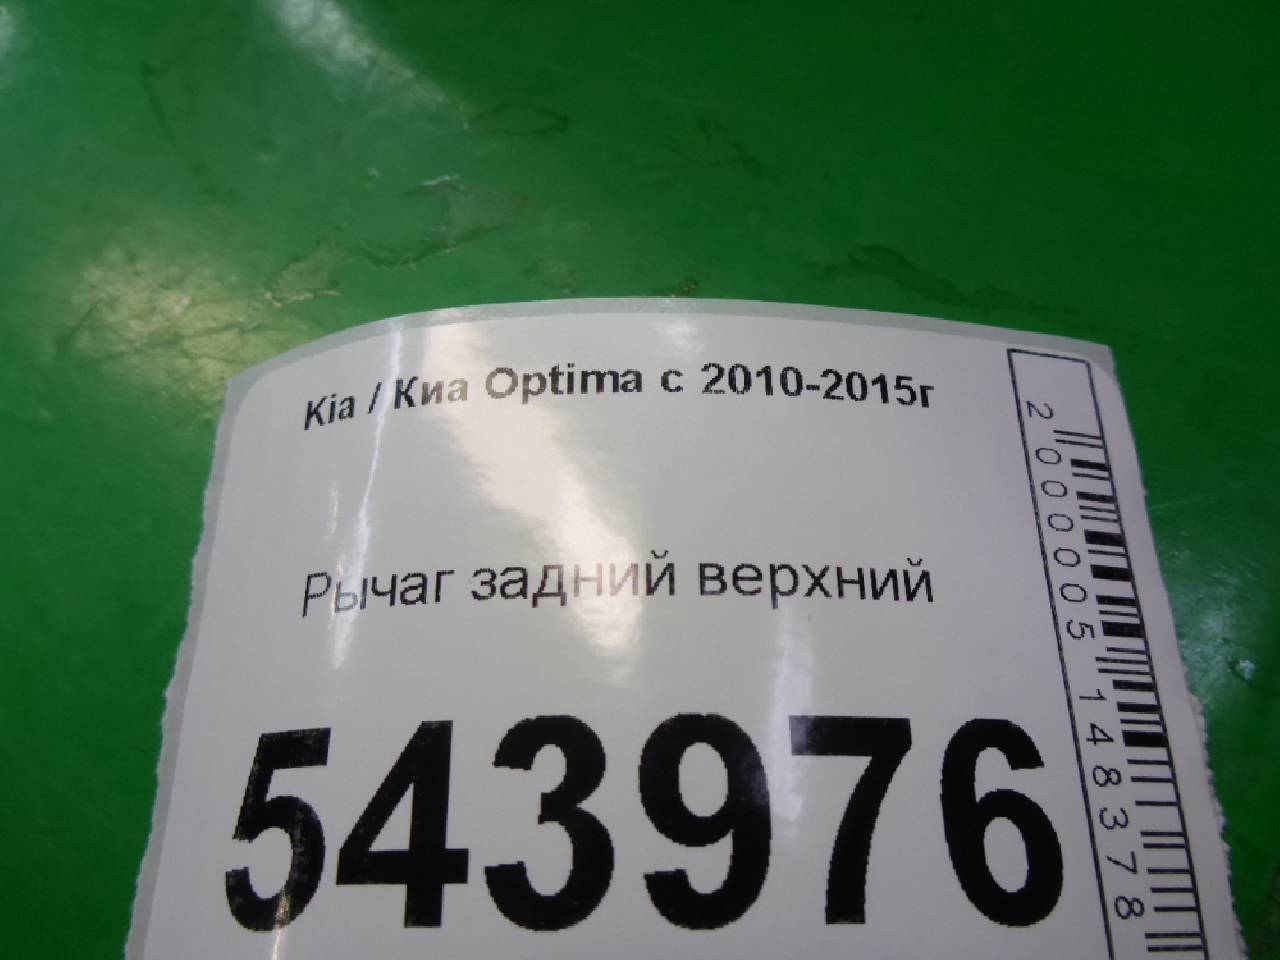 Kia / Киа Optima с 2010-2015г
Рычаг задний верхний
543976
2000005148378